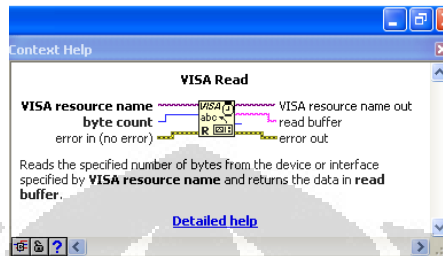 Context Help
VISA Read
VISA resource name
VISA resource name out
byte count
read buffer
error in (no error)
error out
VISA
abc
R
Reads the specified number of bytes from the device or interface
specified by VISA resource name and returns the data in read
buffer.
Detailed help
?